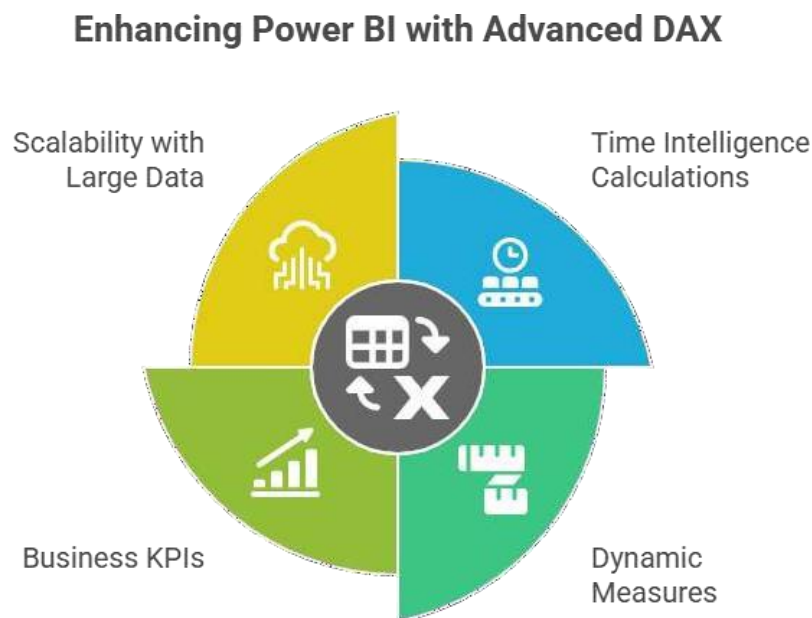 Enhancing Power BI with Advanced DAX
Scalability with
Large Data
Time Intelligence
Calculations
Business KPIs
Dynamic
Measures